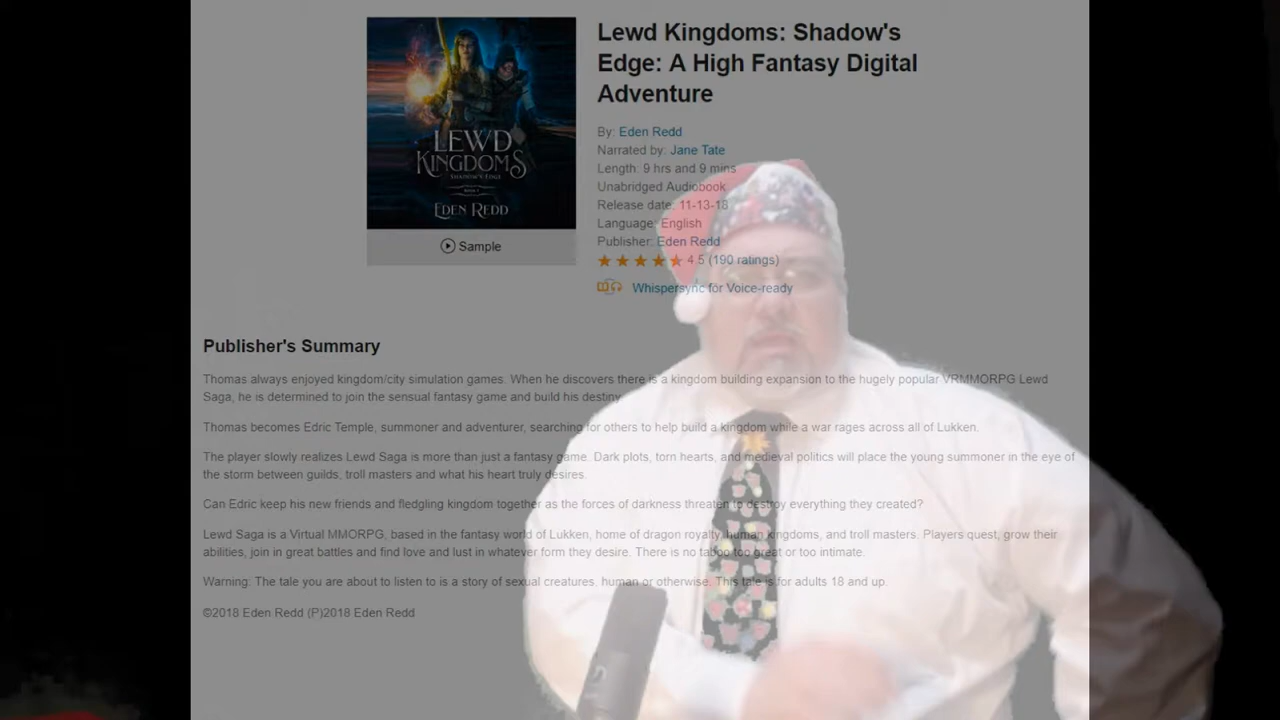 Lewd Kingdoms: Shadow's
Edge: A High Fantasy Digital
Adventure
By: Eden Redd
Narrated by: Jane Tate
Length: 9 hrs and 9 mins
Unabridged Audiobook
Release date: 11-13-18
Language: English
Publisher: Eden Redd
4.5 (190 ratings)
Whispersync for Voice-ready
LEWD
KINGDOMS
SHADOW'S EDGE
EDEN REDD
Sample
Publisher's Summary
Thomas always enjoyed kingdom/city simulation games. When he discovers there is a kingdom building expansion to the hugely popular VRMMORPG Lewd
Saga, he is determined to join the sensual fantasy game and build his destiny.
Thomas becomes Edric Temple, summoner and adventurer, searching for others to help build a kingdom while a war rages across all of Lukken.
The player slowly realizes Lewd Saga is more than just a fantasy game. Dark plots, torn hearts, and medieval politics will place the young summoner in the eye of
the storm between guilds, troll masters and what his heart truly desires.
Can Edric keep his new friends and fledgling kingdom together as the forces of darkness threaten to destroy everything they created?
Lewd Saga is a Virtual MMORPG, based in the fantasy world of Lukken, home of dragon royalty, human kingdoms, and troll masters. Players quest, grow their
abilities, join in great battles and find love and lust in whatever form they desire. There is no taboo too great or too intimate.
Warning: The tale you are about to listen to is a story of sexual creatures, human or otherwise. This tale is for adults 18 and up.
©2018 Eden Redd (P)2018 Eden Redd